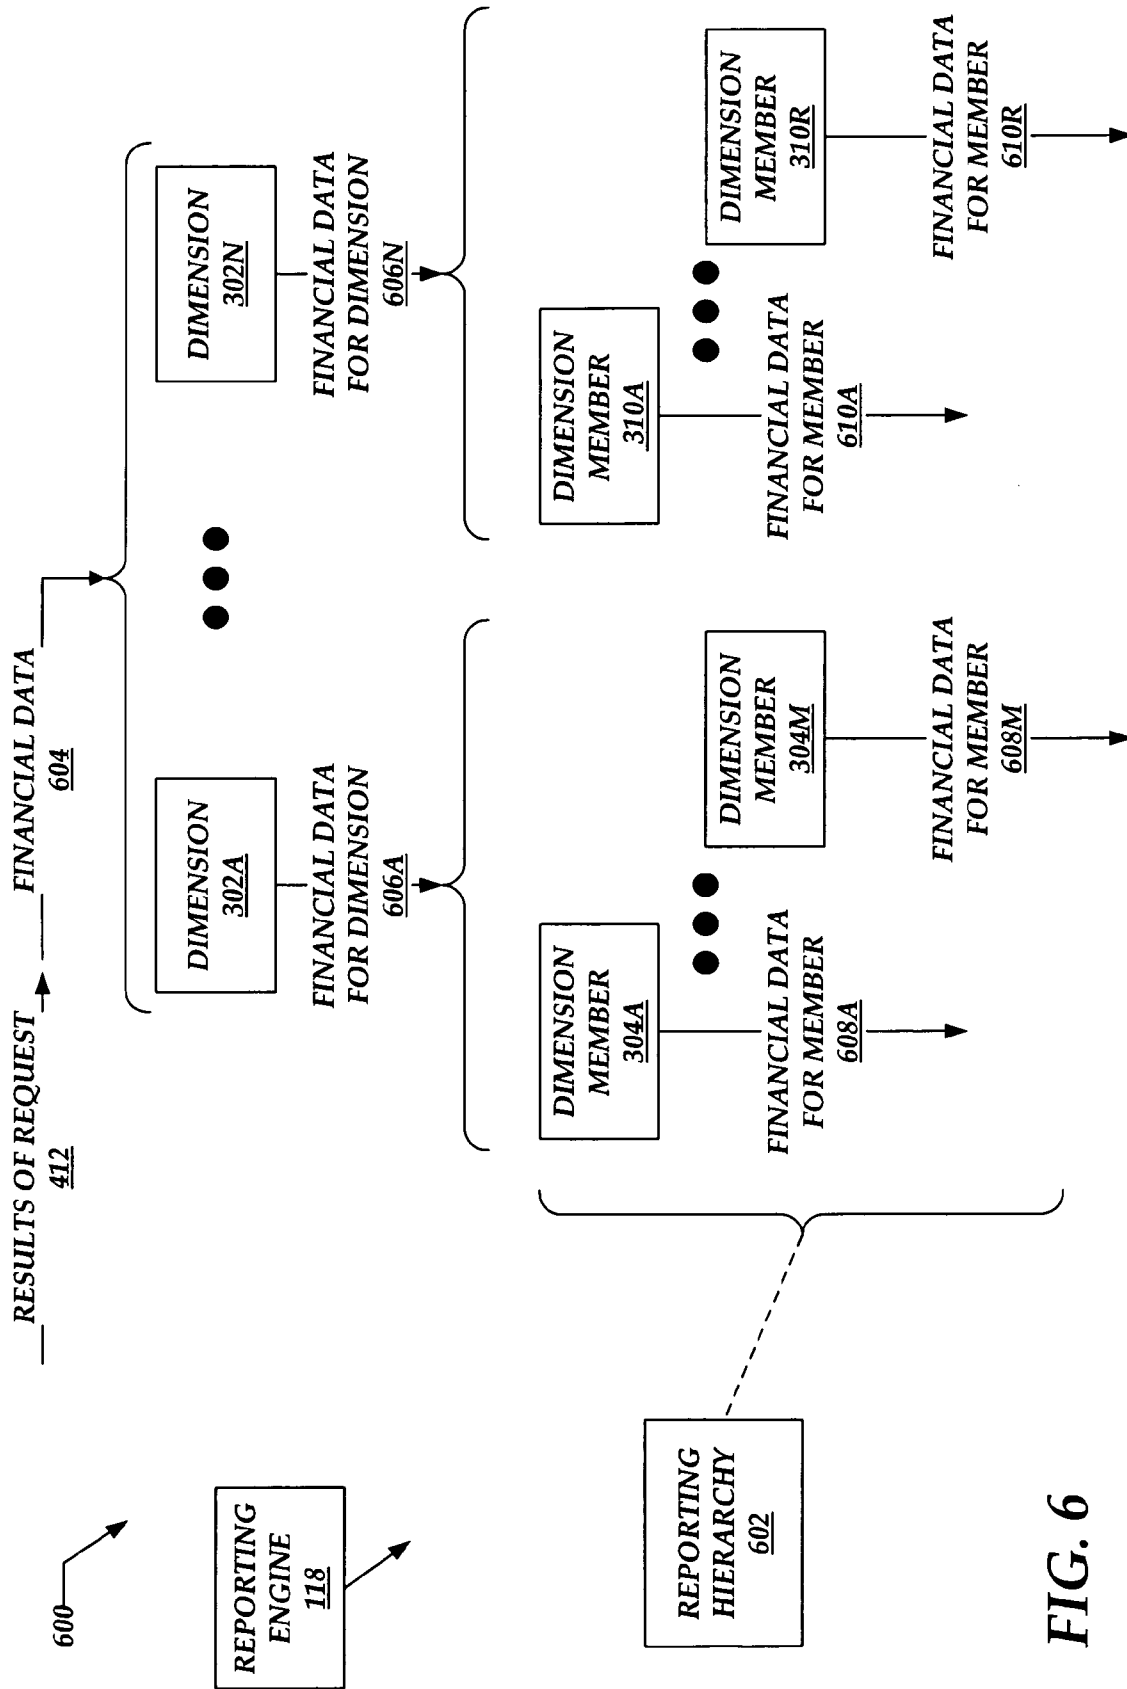 600
REPORTING
ENGINE
118
RESULTS OF REQUEST
412
FINANCIAL DATA
604
DIMENSION
302A
DIMENSION
302N
FINANCIAL DATA
FOR DIMENSION
606A
FINANCIAL DATA
FOR DIMENSION
606N
REPORTING
HIERARCHY
602
DIMENSION
MEMBER
304A
DIMENSION
MEMBER
304M
DIMENSION
MEMBER
310A
DIMENSION
MEMBER
310R
FINANCIAL DATA
FOR MEMBER
608A
FINANCIAL DATA
FOR MEMBER
608M
FINANCIAL DATA
FOR MEMBER
610A
FINANCIAL DATA
FOR MEMBER
610R
FIG. 6